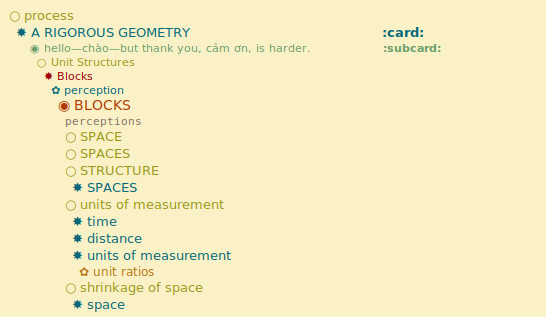 ○ process
✸ A RIGOROUS GEOMETRY :card:
◉ hello—chào—but thank you, cảm ơn, is harder. :subcard:
○ Unit Structures
✸ Blocks
✿ perception
◉ BLOCKS
perceptions
○ SPACE
○ SPACES
○ STRUCTURE
✸ SPACES
○ units of measurement
✸ time
✸ distance
✸ units of measurement
✿ unit ratios
○ shrinkage of space
✸ space